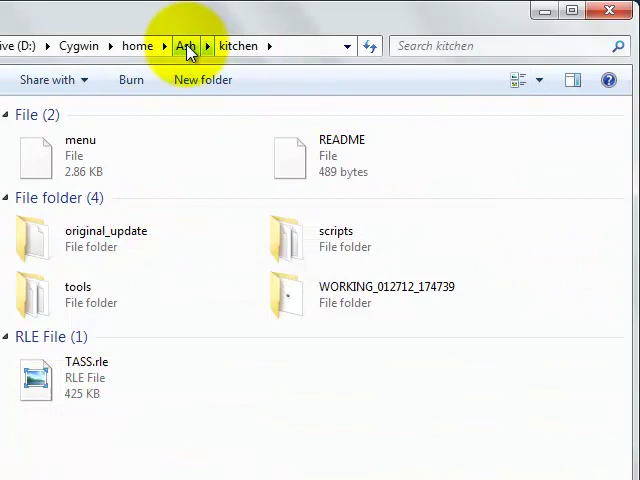 ive (D:) Cygwin home Ash kitchen Search kitchen
Share with Burn New folder
File (2)
menu
File
2.86 KB
README
File
489 bytes
File folder (4)
original_update
File folder
scripts
File folder
tools
File folder
WORKING_012712_174739
File folder
RLE File (1)
TASS.rle
RLE File
425 KB